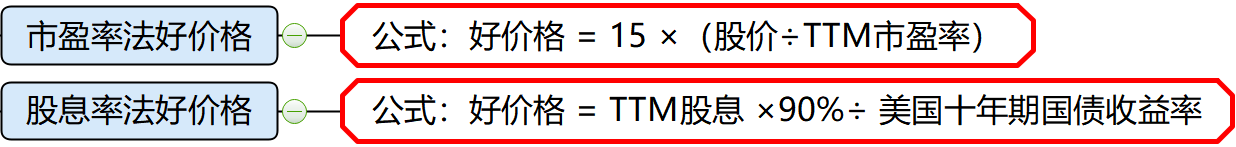 市盈率法好价格 公式：好价格 = 15 ×（股价÷TTM市盈率）
股息率法好价格 公式：好价格 = TTM股息 ×90%÷ 美国十年期国债收益率